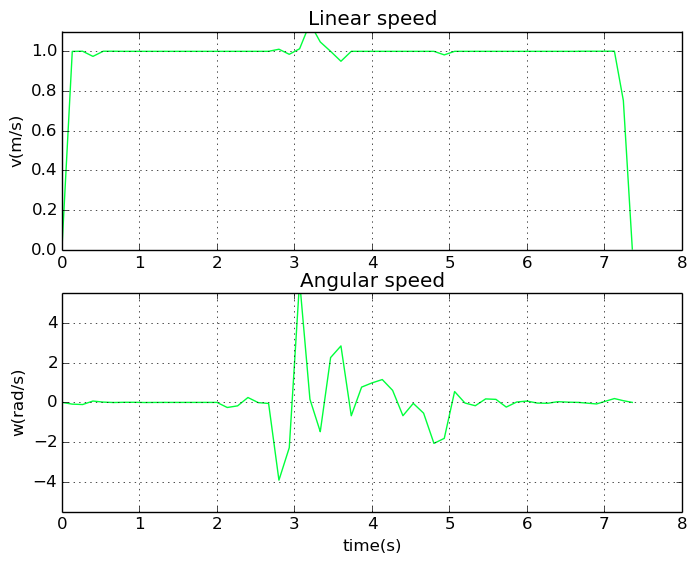 Linear speed
v(m/s)
1.0
0.8
0.6
0.4
0.2
0.0
0 1 2 3 4 5 6 7 8
Angular speed
w(rad/s)
4
2
0
−2
−4
0 1 2 3 4 5 6 7 8
time(s)